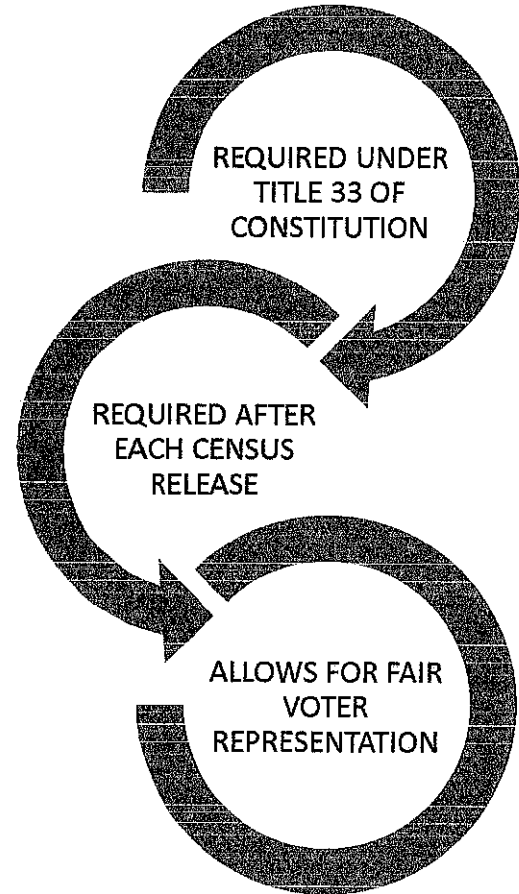 REQUIRED UNDER
TITLE 33 OF
CONSTITUTION
REQUIRED AFTER
EACH CENSUS
RELEASE
ALLOWS FOR FAIR
VOTER
REPRESENTATION